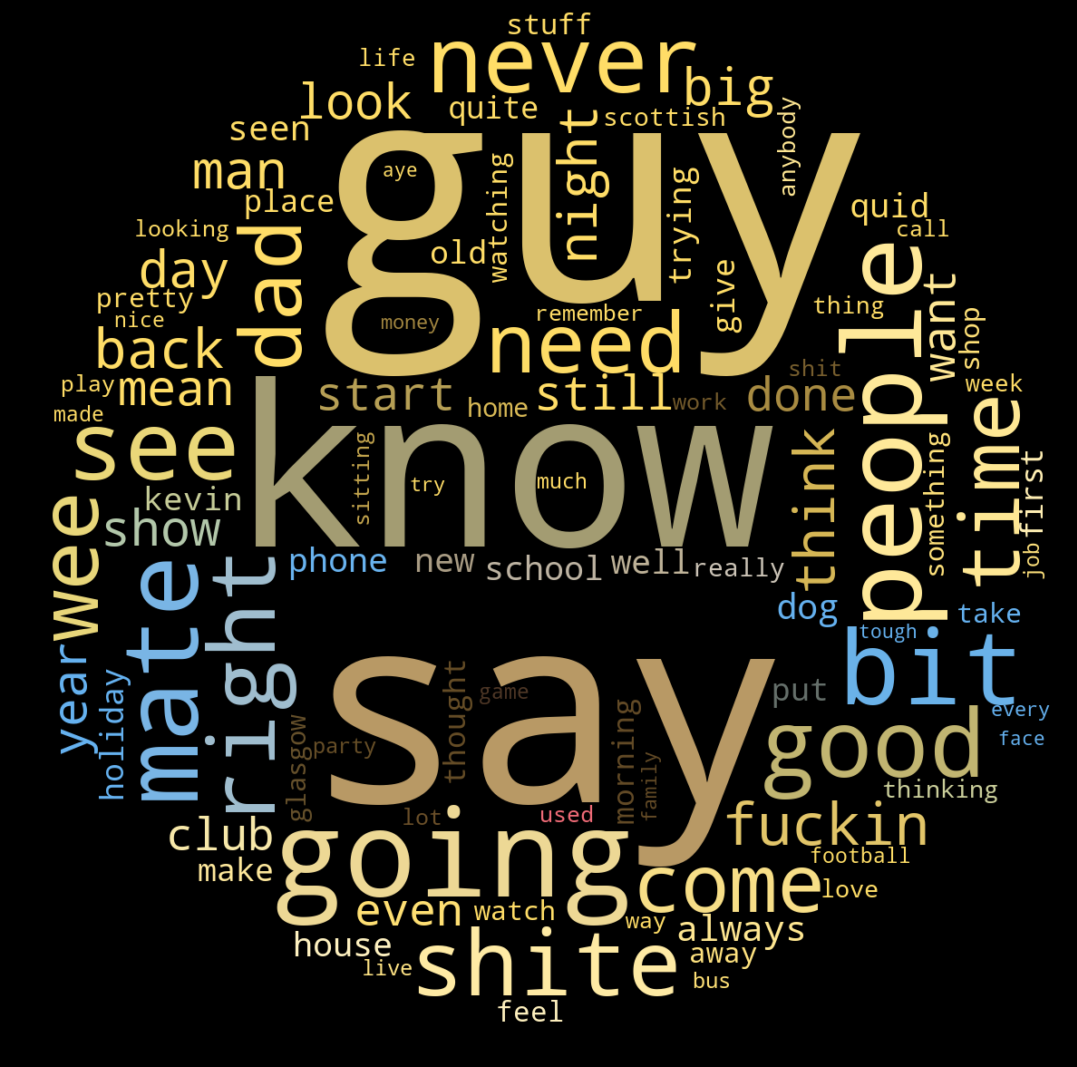 stuff
never
life
big
look
quite
scottish
seen
guy
night
anybody
man
aye
watching
trying
place
quid
looking
dad
call
old
people
day
give
want
pretty
thing
nice
money
remember
need
shop
back
shit
play
mean
start
home
still
work
done
week
made
know
see
time
kevin
sitting
try
much
think
something
first
wee
show
phone
new
school
well
really
job
mate
right
dog
take
tough
bit
year
holiday
say
thought
game
put
every
glasgow
party
morning
family
good
face
thinking
club
lot
used
fuckin
make
going
football
come
love
even
watch
way
always
house
shite
away
live
bus
feel